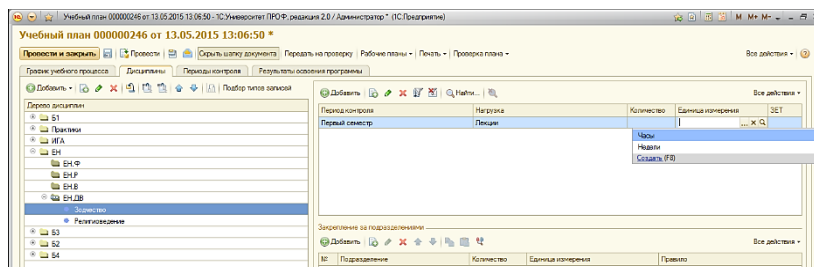 Учебный план 000000246 от 13.05.2015 13:06:50 - 1С:Университет ПРОФ, редакция 2.0 / Администратор * (1С:Предприятие)
M M+ M-
Учебный план 000000246 от 13.05.2015 13:06:50 *
Провести и закрыть Провести Скрыть шапку документа Передать на проверку Рабочие планы Печать Проверка плана Все действия
График учебного процесса Дисциплины Периоды контроля Результаты освоения программы
Добавить Подбор типов записей
Дерево дисциплин
Б1
Практики
ИГА
ЕН
ЕН.Ф
ЕН.Р
ЕН.В
ЕН.ДВ
Зодчество
Религиоведение
Б3
Б2
Б4
Добавить Найти... Все действия
Период контроля Нагрузка Количество Единица измерения ЗЕТ
Первый семестр Лекции
Часы
Недели
Создать (F8)
Закрепление за подразделениями
Добавить Все действия
№ Подразделение Количество Единица измерения Правило